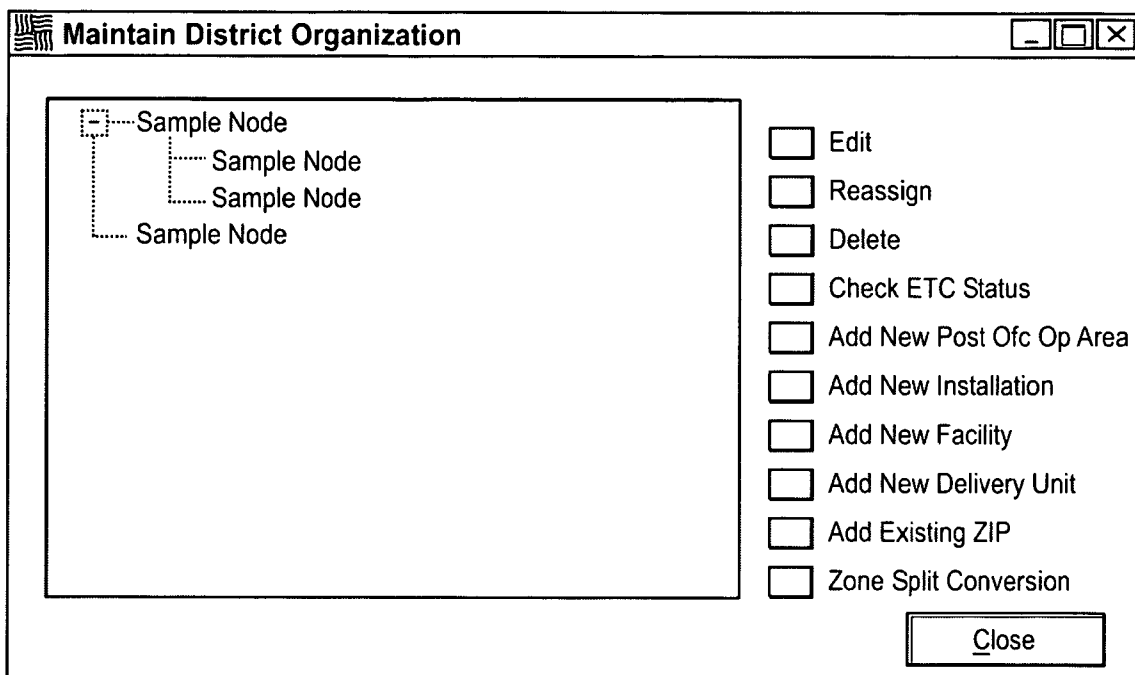 Maintain District Organization
Sample Node
Sample Node
Sample Node
Sample Node
Edit
Reassign
Delete
Check ETC Status
Add New Post Ofc Op Area
Add New Installation
Add New Facility
Add New Delivery Unit
Add Existing ZIP
Zone Split Conversion
Close